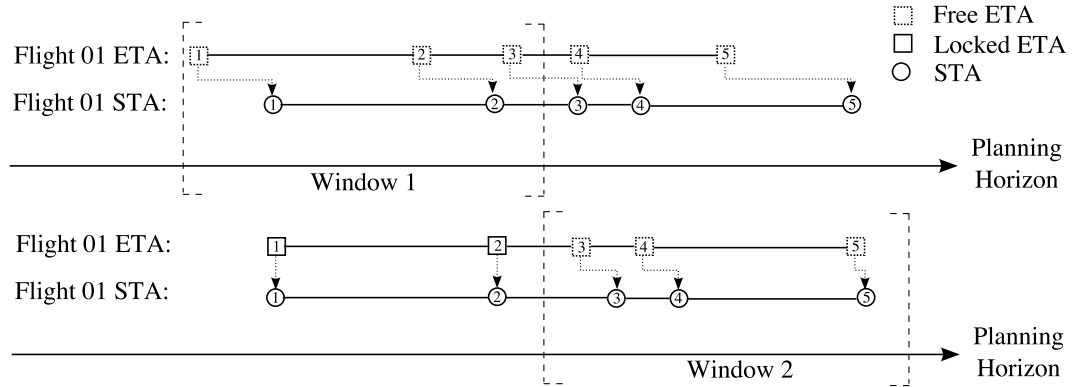 Free ETA
Flight 01 ETA: 1 2 3 4 5
Locked ETA
STA
Flight 01 STA: 1 2 3 4 5
Planning
Horizon
Window 1
Flight 01 ETA: 1 2 3 4 5
Flight 01 STA: 1 2 3 4 5
Planning
Horizon
Window 2